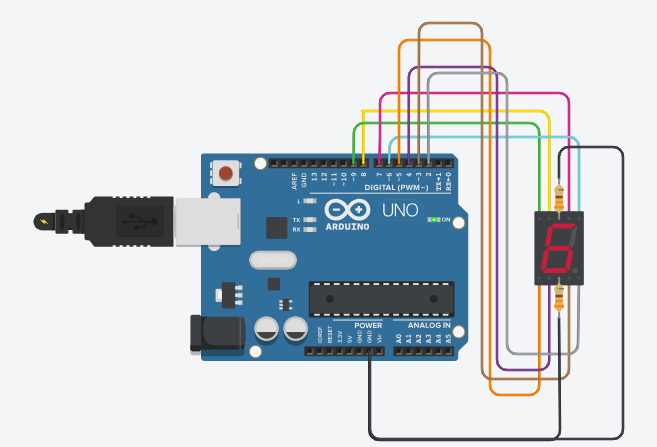 AREF
GND
13
12
~11
~10
~9
8
7
~6
~5
4
~3
2
TX→1
RX←0
DIGITAL (PWM~)
L
TX
RX
UNO
ON
ARDUINO
POWER
ANALOG IN
IOREF
RESET
3.3V
5V
GND
GND
Vin
A0
A1
A2
A3
A4
A5
6